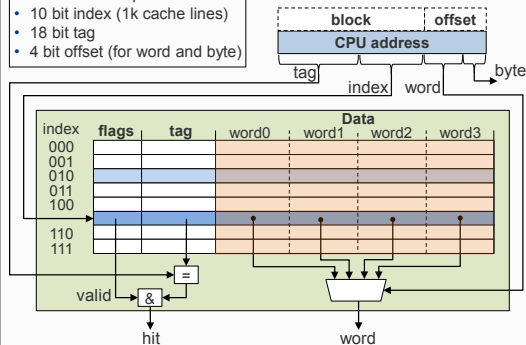 • 10 bit index (1k cache lines)
• 18 bit tag
• 4 bit offset (for word and byte)
block offset
CPU address
tag index word byte
Data
index flags tag word0 word1 word2 word3
000
001
010
011
100
110
111
=
valid &
hit word